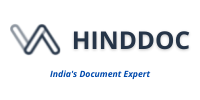 HINDDOC
India's Document Expert